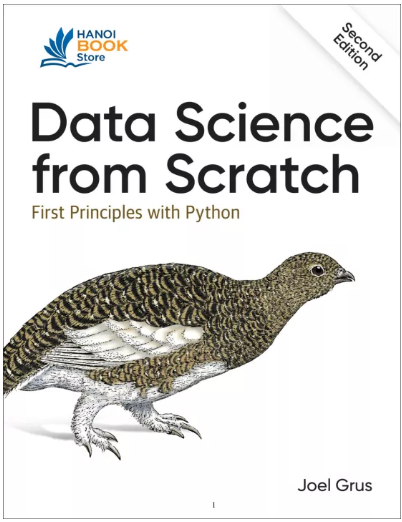 HANOI
BOOK
Store
Second
Edition
Data Science
from Scratch
First Principles with Python
Joel Grus
1